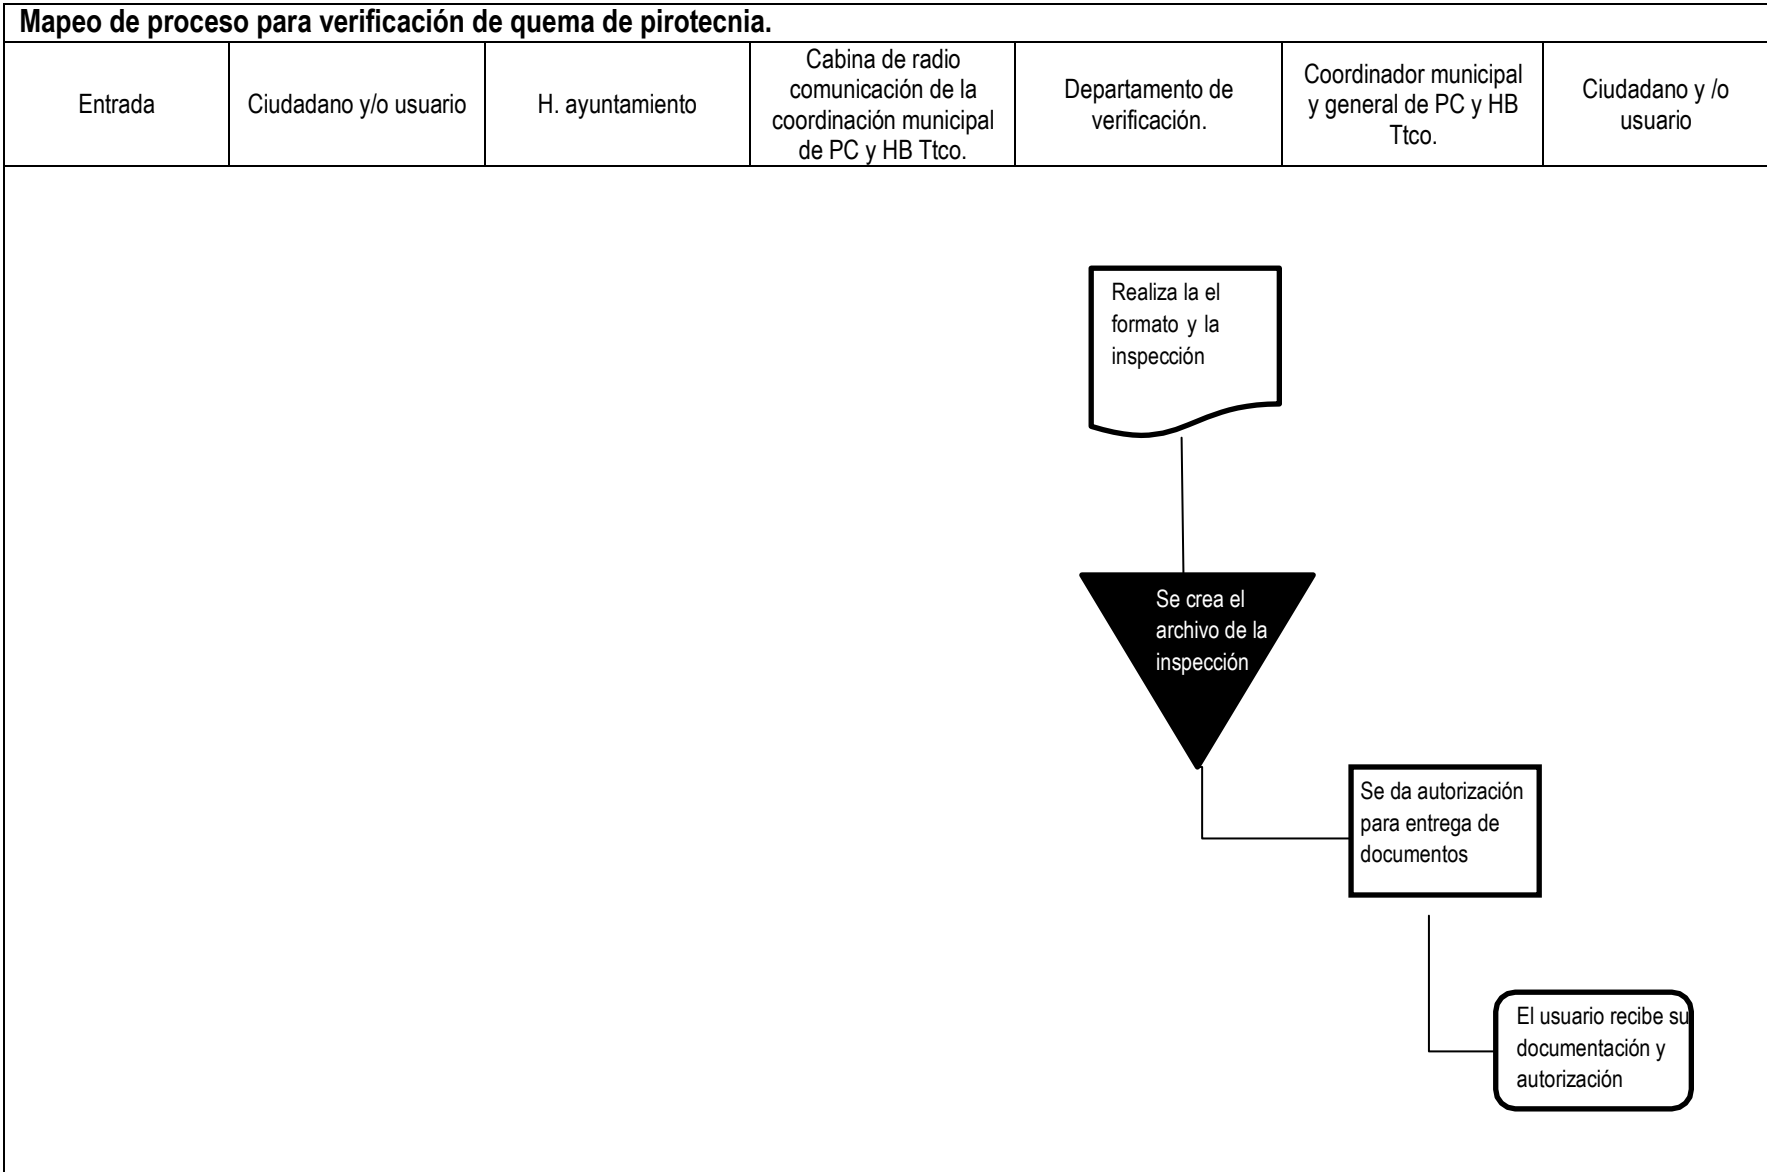 Mapeo de proceso para verificación de quema de pirotecnia.
Entrada
Ciudadano y/o usuario
H. ayuntamiento
Cabina de radio
comunicación de la
coordinación municipal
de PC y HB Ttco.
Departamento de
verificación.
Coordinador municipal
y general de PC y HB
Ttco.
Ciudadano y /o
usuario
Realiza la el
formato y la
inspección
Se crea el
archivo de la
inspección
Se da autorización
para entrega de
documentos
El usuario recibe su
documentación y
autorización